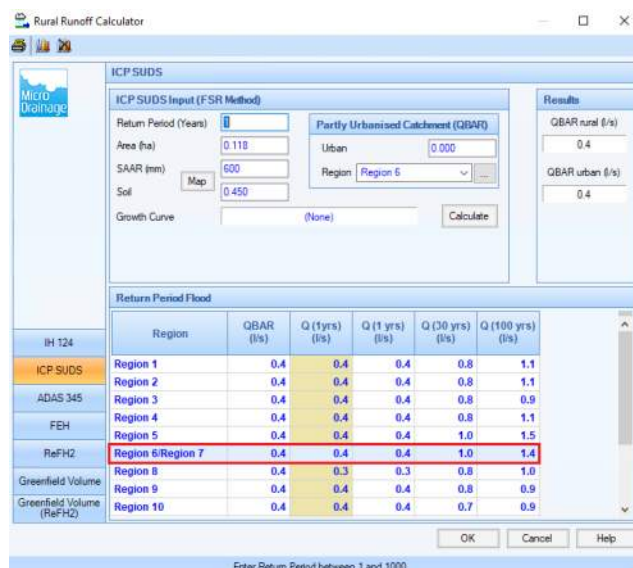 Rural Runoff Calculator
Micro
Drainage
ICP SUDS
ICP SUDS Input (FSR Method)
Return Period (Years) 1
Area (ha) 0.118
SAAR (mm) 600
Map
Soil 0.450
Growth Curve (None)
Partly Urbanised Catchment (QBAR)
Urban 0.000
Region Region 6 ...
Calculate
Results
QBAR rural (l/s)
0.4
QBAR urban (l/s)
0.4
IH 124
ICP SUDS
ADAS 345
FEH
ReFH2
Greenfield Volume
Greenfield Volume
(ReFH2)
Return Period Flood
Region QBAR (l/s) Q (1yrs) (l/s) Q (1 yrs) (l/s) Q (30 yrs) (l/s) Q (100 yrs) (l/s)
Region 1 0.4 0.4 0.4 0.8 1.1
Region 2 0.4 0.4 0.4 0.8 1.1
Region 3 0.4 0.4 0.4 0.8 0.9
Region 4 0.4 0.4 0.4 0.8 1.1
Region 5 0.4 0.4 0.4 1.0 1.5
Region 6/Region 7 0.4 0.4 0.4 1.0 1.4
Region 8 0.4 0.3 0.3 0.8 1.0
Region 9 0.4 0.4 0.4 0.8 0.9
Region 10 0.4 0.4 0.4 0.7 0.9
OK Cancel Help
Enter Return Period between 1 and 1000